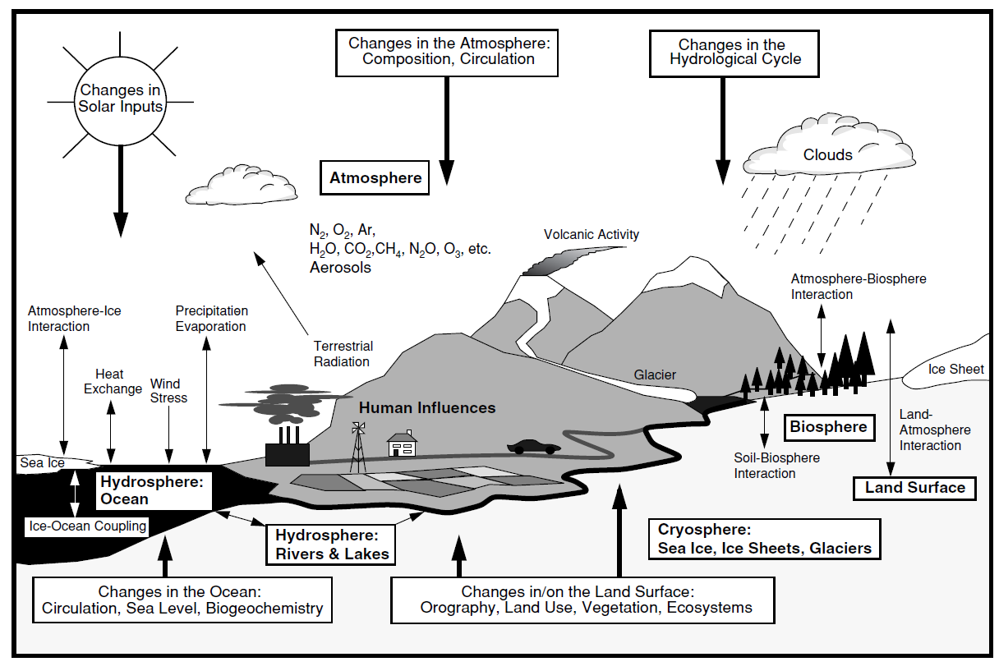 Changes in the Atmosphere:
Composition, Circulation
Changes in the
Hydrological Cycle
Changes in
Solar Inputs
Clouds
Atmosphere
N₂, O₂, Ar,
H₂O, CO₂,CH₄, N₂O, O₃, etc.
Aerosols
Volcanic Activity
Atmosphere-Biosphere
Interaction
Atmosphere-Ice
Interaction
Precipitation
Evaporation
Terrestrial
Radiation
Heat
Exchange
Wind
Stress
Glacier
Ice Sheet
Human Influences
Biosphere
Land-
Atmosphere
Interaction
Soil-Biosphere
Interaction
Sea Ice
Hydrosphere:
Ocean
Land Surface
Ice-Ocean Coupling
Hydrosphere:
Rivers & Lakes
Cryosphere:
Sea Ice, Ice Sheets, Glaciers
Changes in the Ocean:
Circulation, Sea Level, Biogeochemistry
Changes in/on the Land Surface:
Orography, Land Use, Vegetation, Ecosystems